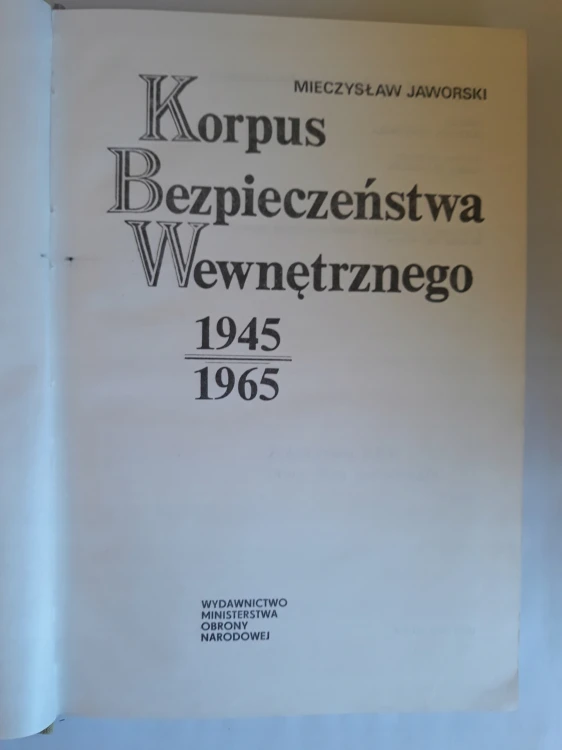 MIECZYSŁAW JAWORSKI
Korpus
Bezpieczeństwa
Wewnętrznego
1945
1965
WYDAWNICTWO
MINISTERSTWA
OBRONY
NARODOWEJ